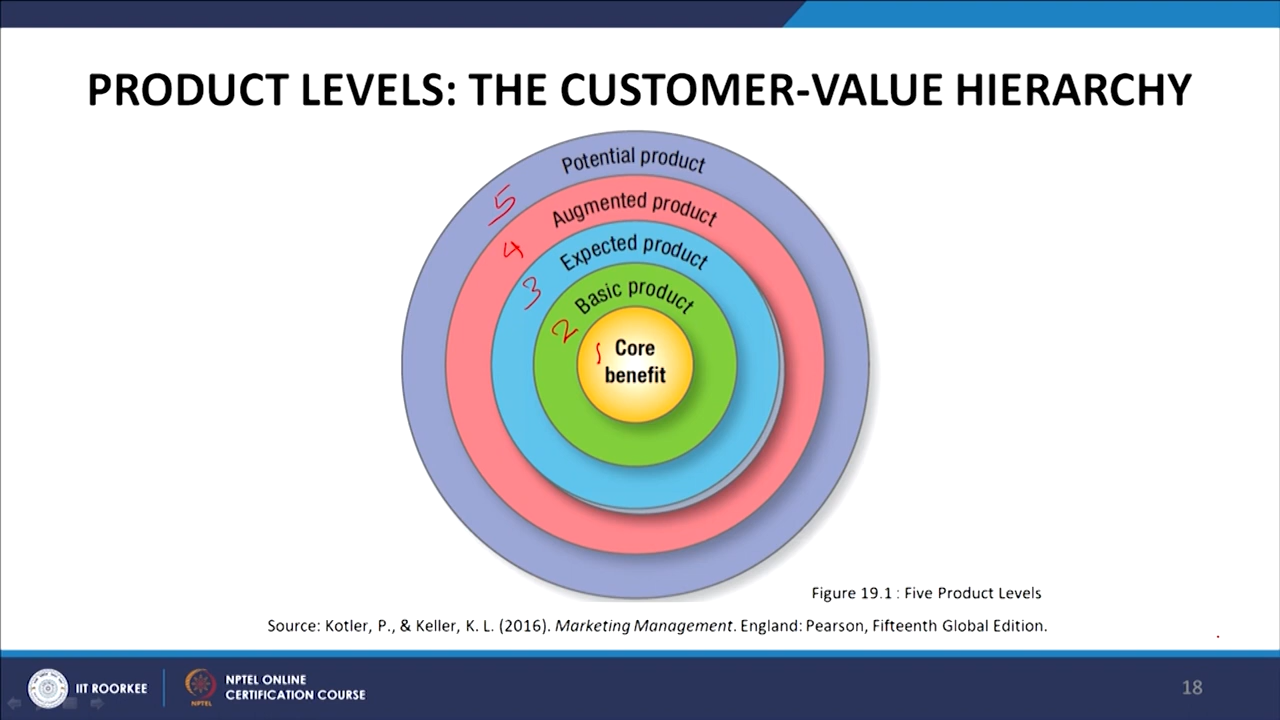 PRODUCT LEVELS: THE CUSTOMER-VALUE HIERARCHY
Potential product
5
Augmented product
4
Expected product
3
Basic product
2
1
Core
benefit
Figure 19.1 : Five Product Levels
Source: Kotler, P., & Keller, K. L. (2016). Marketing Management. England: Pearson, Fifteenth Global Edition.
IIT ROORKEE
NPTEL
NPTEL ONLINE
CERTIFICATION COURSE
18